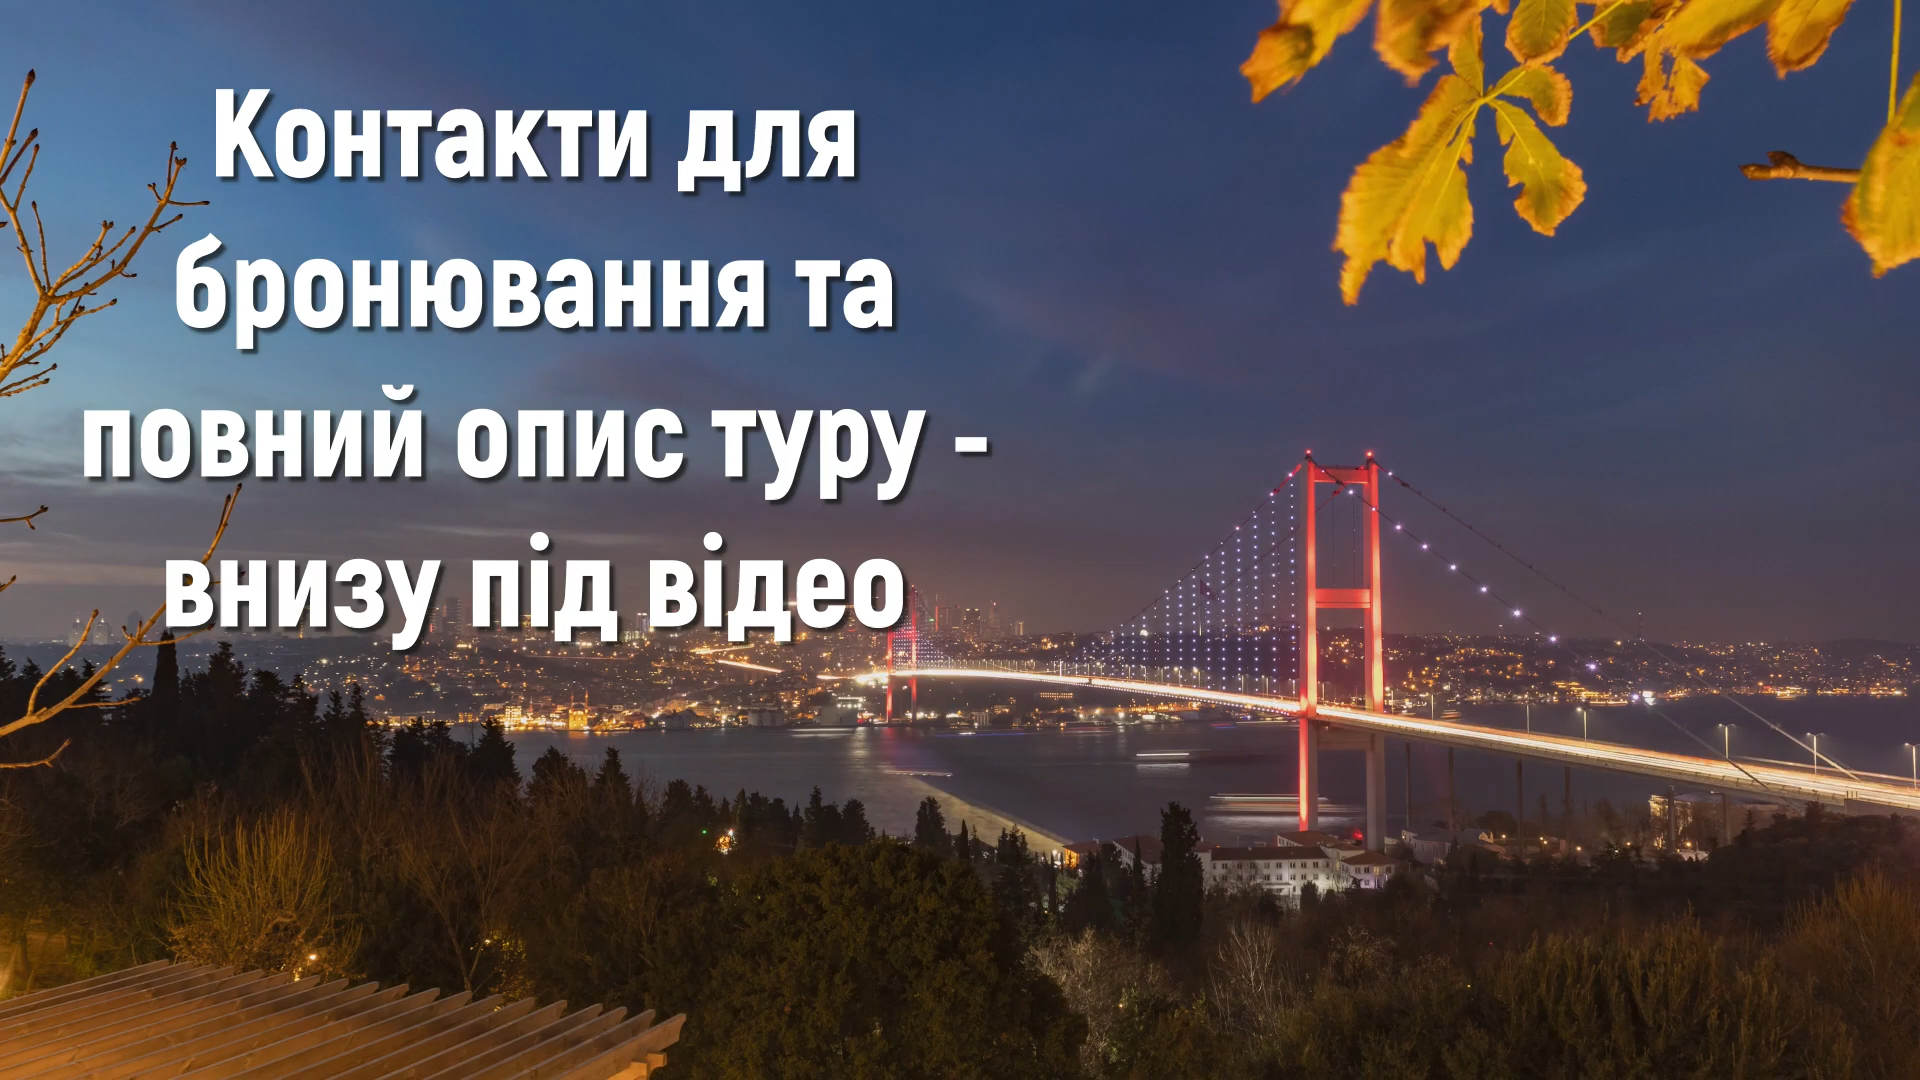 Контакти для
бронювання та
повний опис туру -
внизу під відео